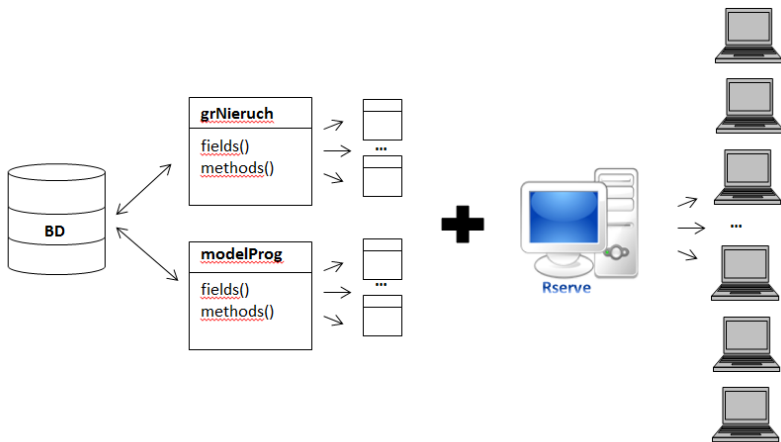 BD
grNieruch
fields()
methods()
...
modelProg
fields()
methods()
...
Rserve
...